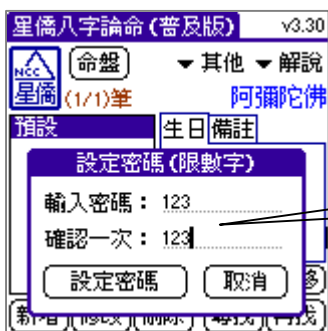 星僑八字論命(普及版) v3.30
NCC 命盤 ▼其他 ▼解說
星僑 (1/1)筆 阿彌陀佛
預設 生日 備註
設定密碼(限數字)
輸入密碼：123
確認一次：123
設定密碼 取消